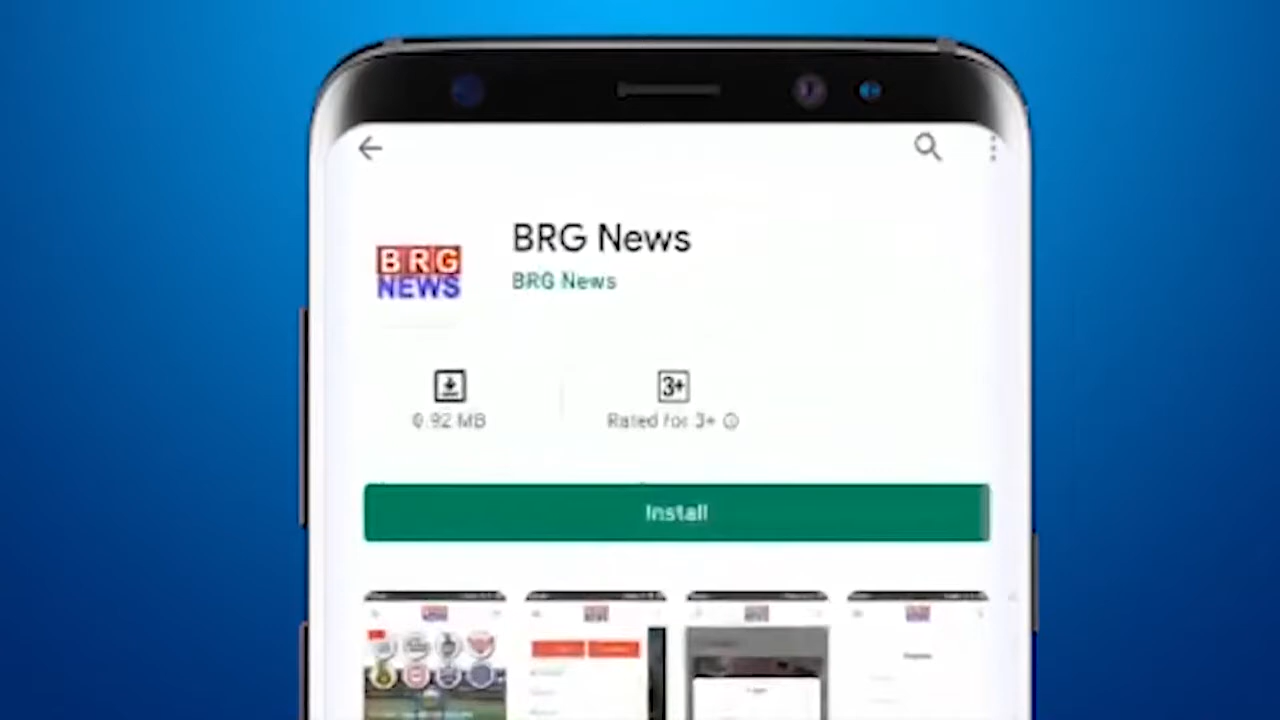 BRG News
BRG
NEWS
BRG News
0.92 MB
3+
Rated for 3+
Install